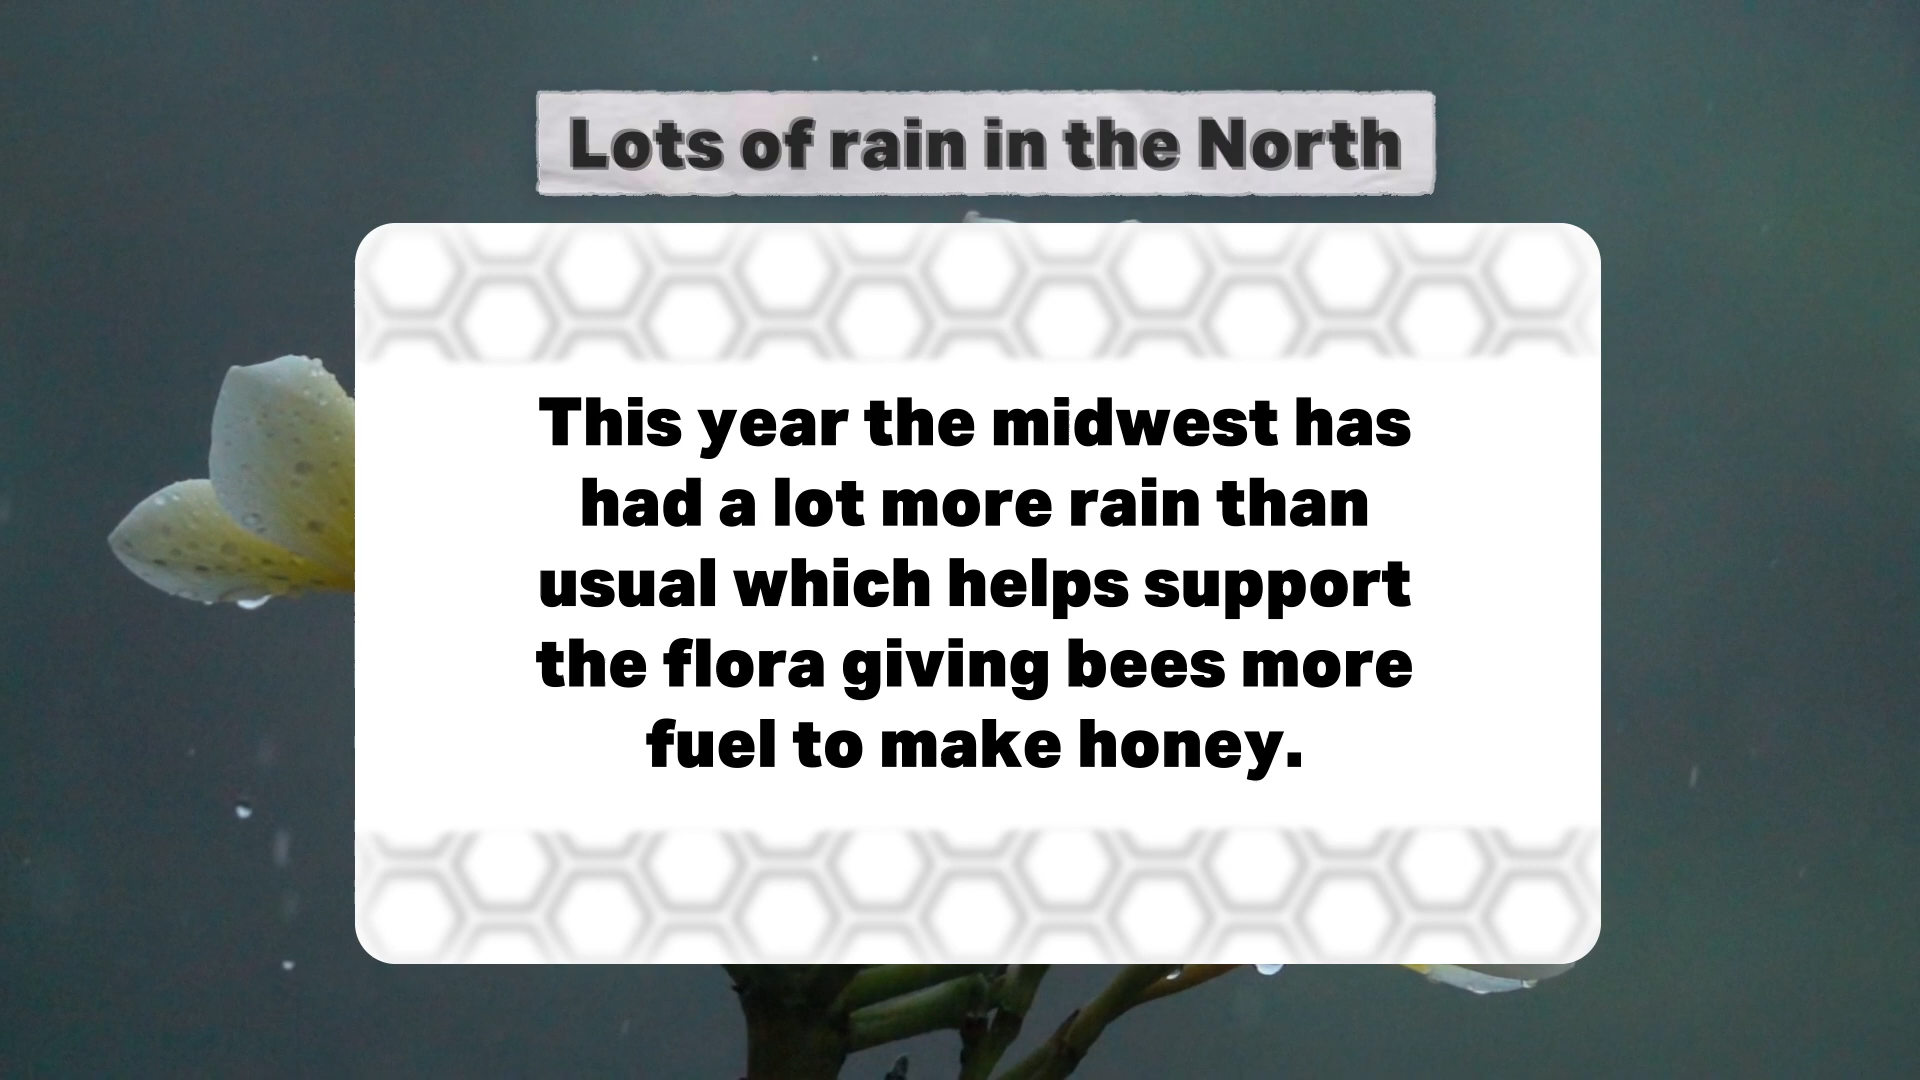 Lots of rain in the North
This year the midwest has
had a lot more rain than
usual which helps support
the flora giving bees more
fuel to make honey.